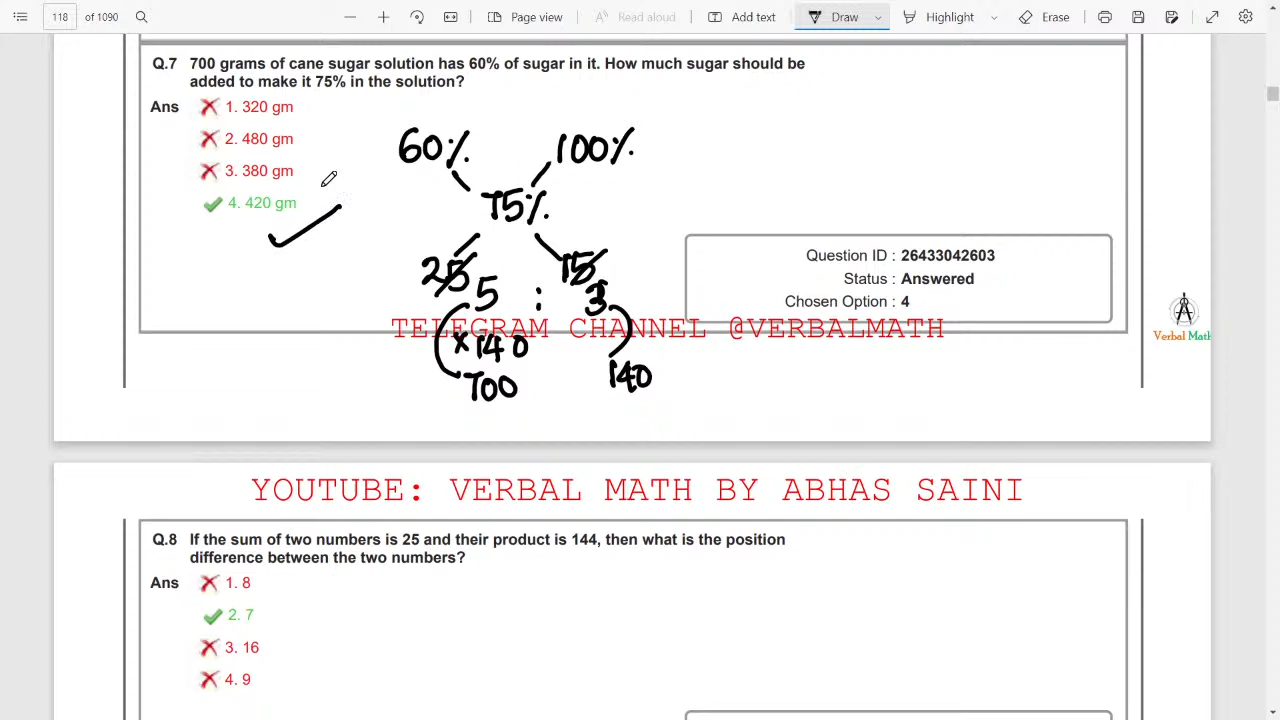 118 of 1090
Page view
Read aloud
Add text
Draw
Highlight
Erase
Q.7 700 grams of cane sugar solution has 60% of sugar in it. How much sugar should be
added to make it 75% in the solution?
Ans 1. 320 gm
2. 480 gm
3. 380 gm
4. 420 gm
60% 100%
75%
25 15
5 : 3
×140
700 140
Question ID : 26433042603
Status : Answered
Chosen Option : 4
TELEGRAM CHANNEL @VERBALMATH
Verbal Math
YOUTUBE: VERBAL MATH BY ABHAS SAINI
Q.8 If the sum of two numbers is 25 and their product is 144, then what is the position
difference between the two numbers?
Ans 1. 8
2. 7
3. 16
4. 9